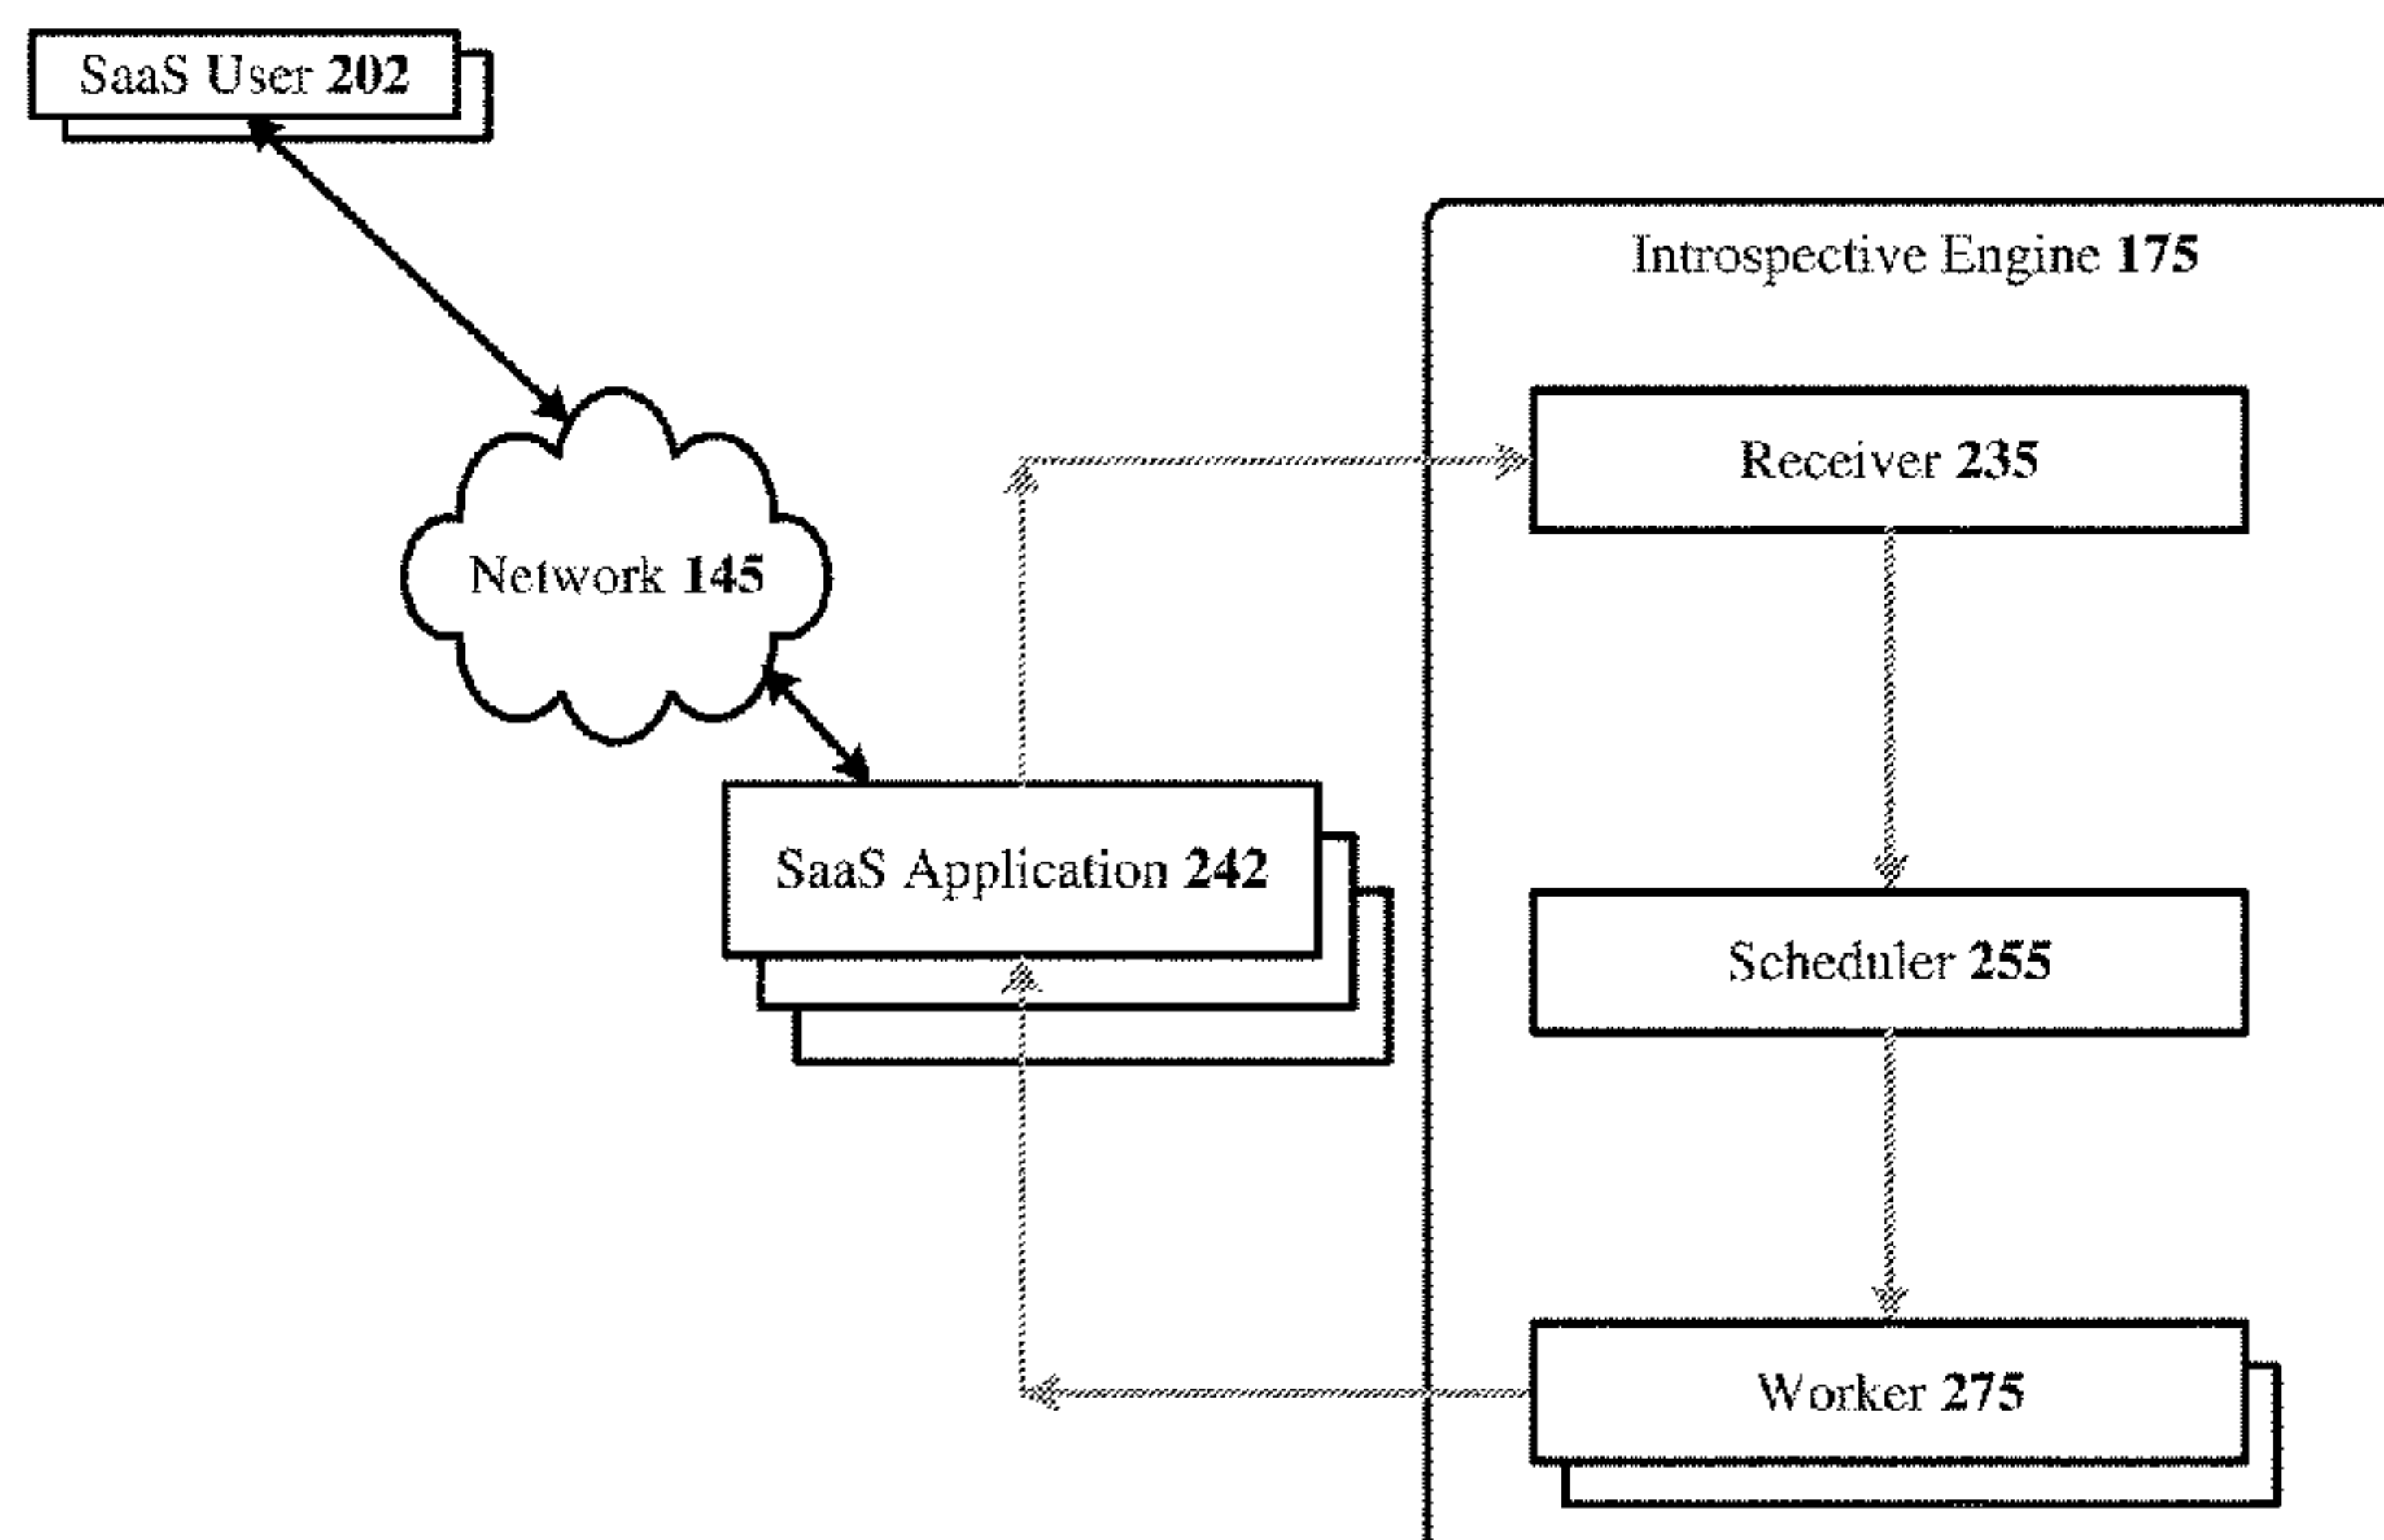 SaaS User 202
Introspective Engine 175
Receiver 235
Network 145
SaaS Application 242
Scheduler 255
Worker 275